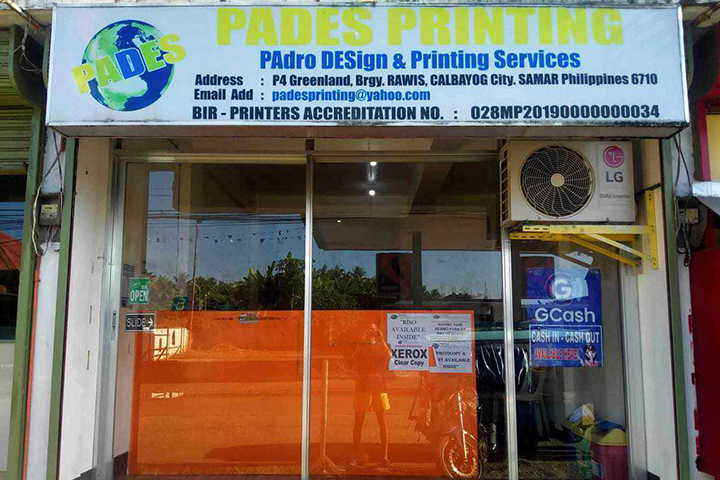 PADES
PADES PRINTING
PAdro DESign & Printing Services
Address : P4 Greenland, Brgy. RAWIS, CALBAYOG City. SAMAR Philippines 6710
Email Add : padesprinting@yahoo.com
BIR - PRINTERS ACCREDITATION NO. : 028MP20190000000034
LG
OPEN
SLIDE
"RISO
AVAILABLE
INSIDE"
XEROX
Clear Copy
PHOTOCOPY &
AVAILABLE
INSIDE"
G
GCash
CASH IN - CASH OUT
AVAILABLE HERE